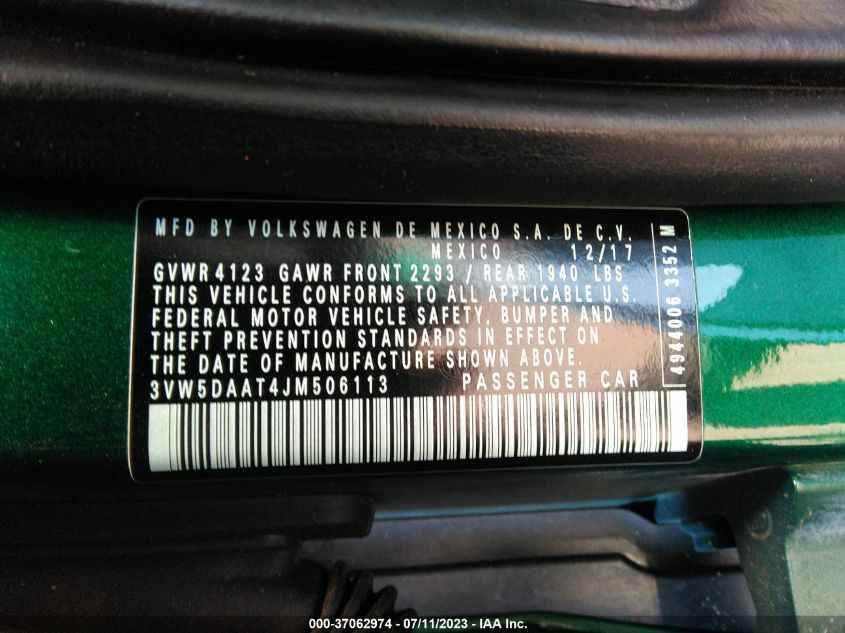 MFD BY VOLKSWAGEN DE MEXICO S.A. DE C.V.
MEXICO 12/17
GVWR 4123 GAWR FRONT 2293 / REAR 1940 LBS
THIS VEHICLE CONFORMS TO ALL APPLICABLE U.S.
FEDERAL MOTOR VEHICLE SAFETY, BUMPER AND
THEFT PREVENTION STANDARDS IN EFFECT ON
THE DATE OF MANUFACTURE SHOWN ABOVE.
3VW5DAAT4JM506113 PASSENGER CAR
4944006 3352 M
000-37062974 - 07/11/2023 - IAA Inc.